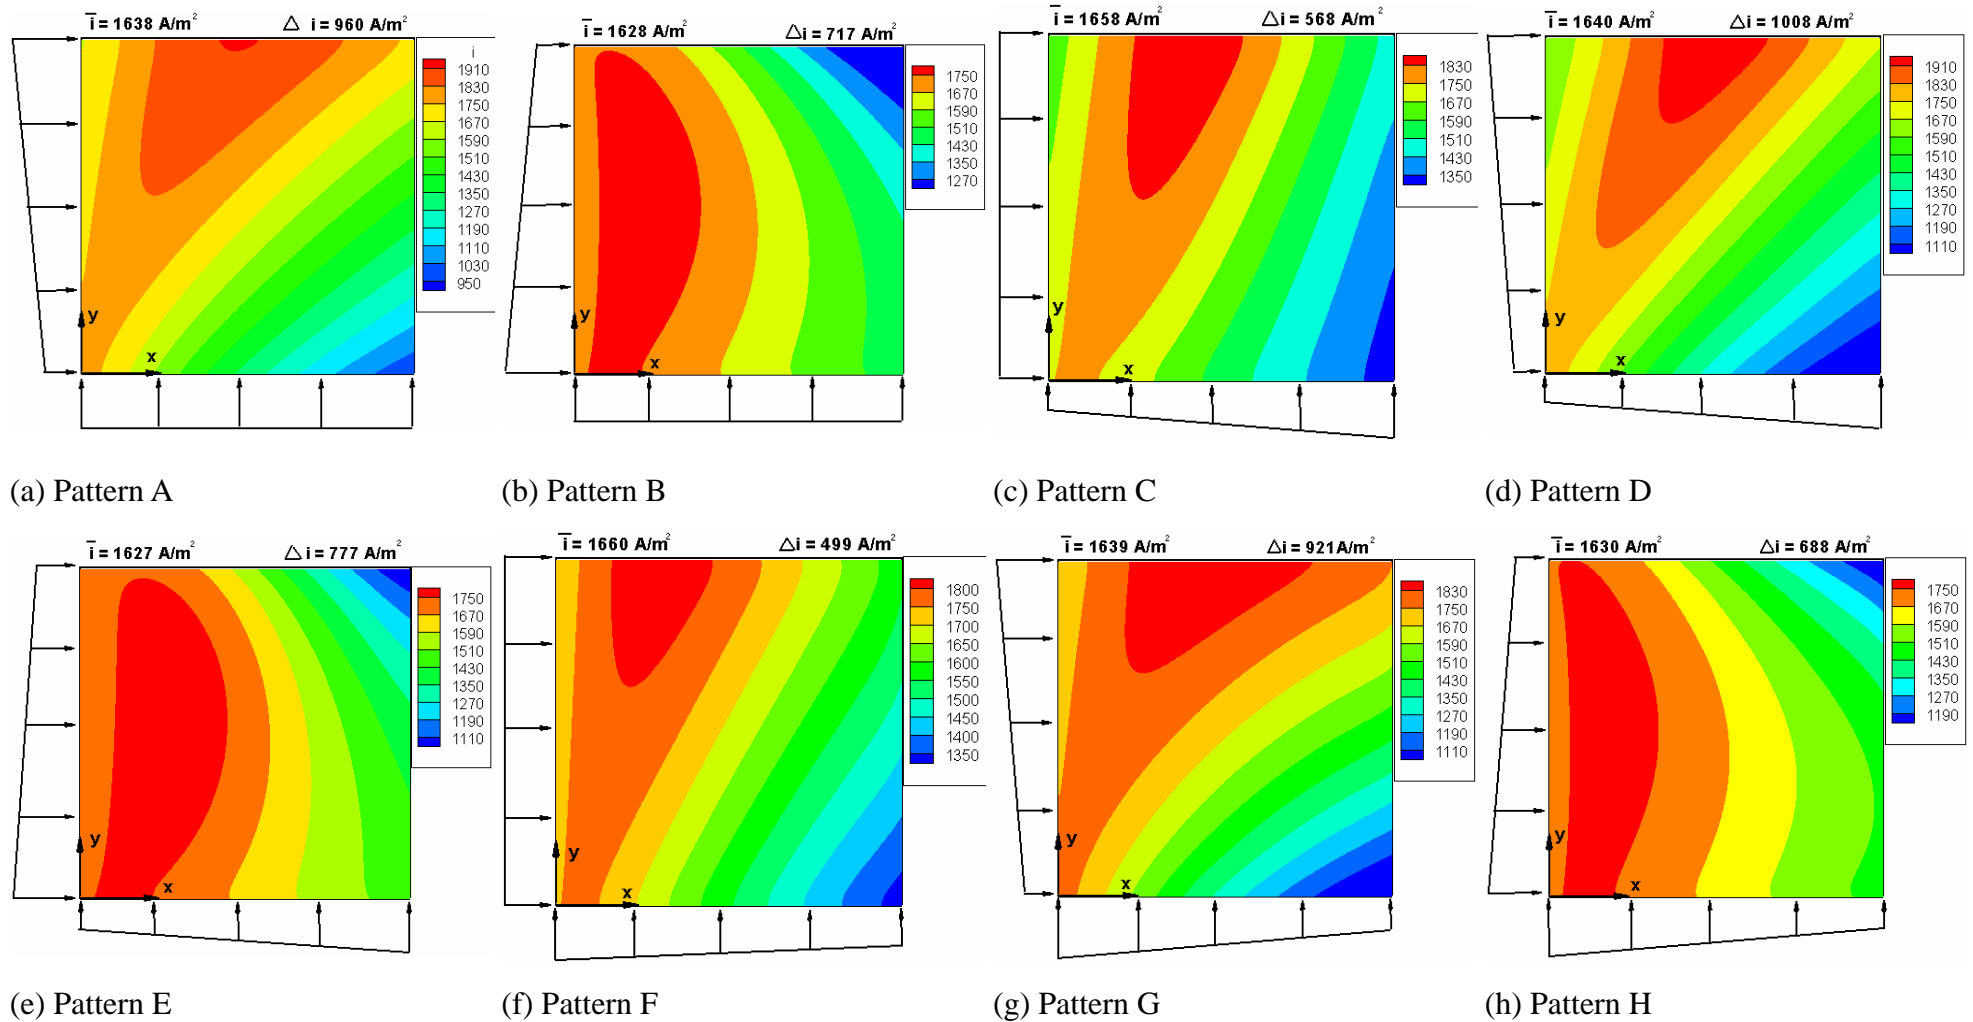 i = 1638 A/m² △ i = 960 A/m²
i
1910
1830
1750
1670
1590
1510
1430
1350
1270
1190
1110
1030
950
y
x
(a) Pattern A
i = 1628 A/m² △i = 717 A/m²
1750
1670
1590
1510
1430
1350
1270
y
x
(b) Pattern B
i = 1658 A/m² △i = 568 A/m²
1830
1750
1670
1590
1510
1430
1350
y
x
(c) Pattern C
i = 1640 A/m² △i = 1008 A/m²
1910
1830
1750
1670
1590
1510
1430
1350
1270
1190
1110
y
x
(d) Pattern D
i = 1627 A/m² △ i = 777 A/m²
1750
1670
1590
1510
1430
1350
1270
1190
1110
y
x
(e) Pattern E
i = 1660 A/m² △i = 499 A/m²
1800
1750
1700
1650
1600
1550
1500
1450
1400
1350
y
x
(f) Pattern F
i = 1639 A/m² △i = 921A/m²
1830
1750
1670
1590
1510
1430
1350
1270
1190
1110
y
x
(g) Pattern G
i = 1630 A/m² △i = 688 A/m²
1750
1670
1590
1510
1430
1350
1270
1190
y
x
(h) Pattern H